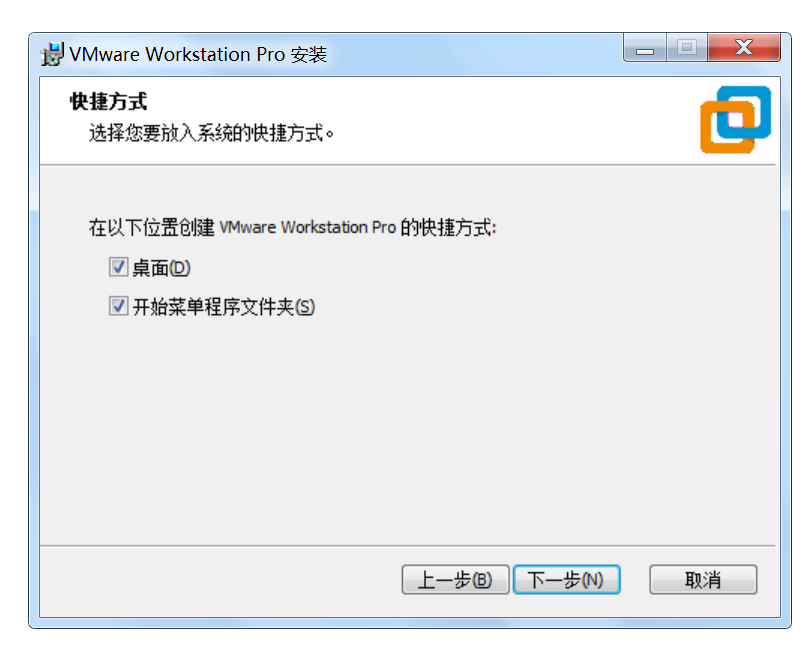 VMware Workstation Pro 安装
快捷方式
选择您要放入系统的快捷方式。
在以下位置创建 VMware Workstation Pro 的快捷方式:
桌面(D)
开始菜单程序文件夹(S)
上一步(B) 下一步(N) 取消